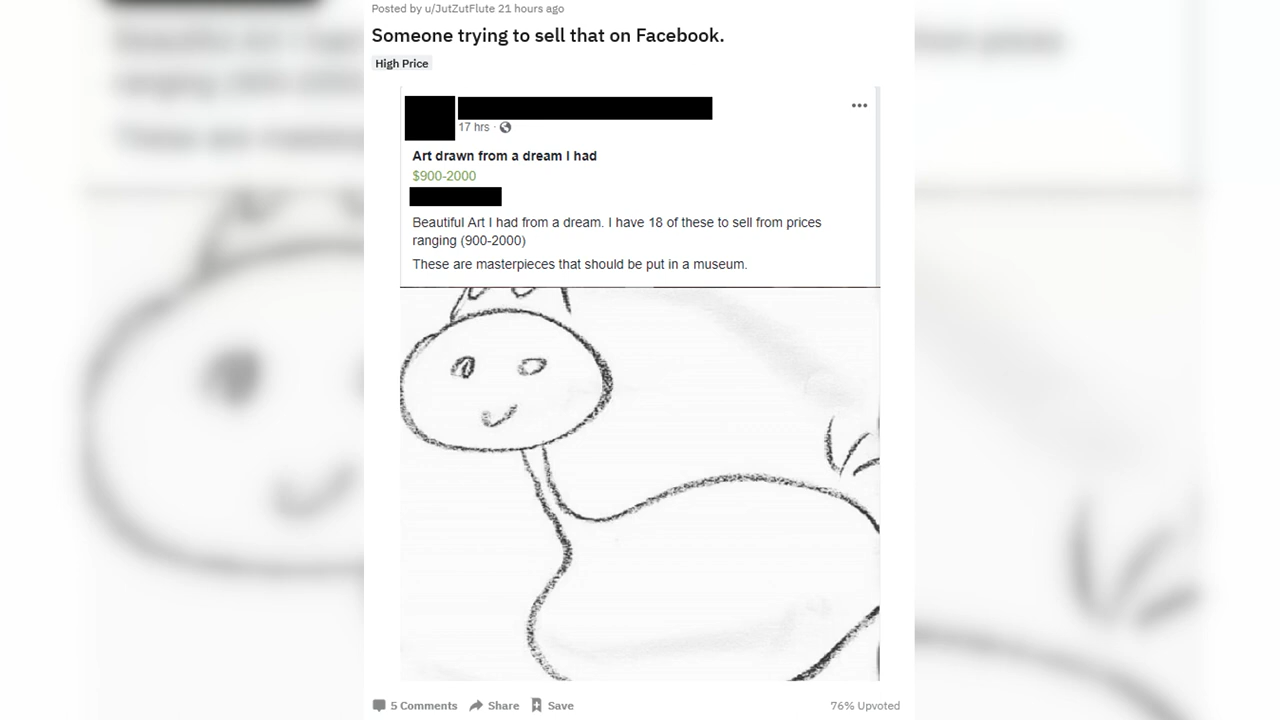 Posted by u/JutZutFlute 21 hours ago
Someone trying to sell that on Facebook.
High Price
17 hrs ·
Art drawn from a dream I had
$900-2000
Beautiful Art I had from a dream. I have 18 of these to sell from prices
ranging (900-2000)
These are masterpieces that should be put in a museum.
5 Comments Share Save 76% Upvoted